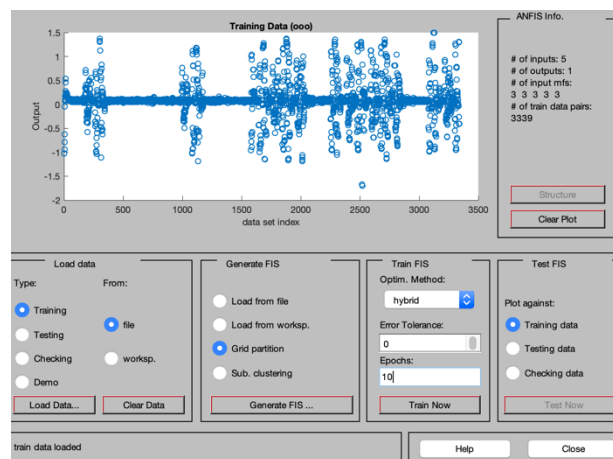 Training Data (ooo)
1.5
1
0.5
0
-0.5
-1
-1.5
-2
Output
0 500 1000 1500 2000 2500 3000 3500
data set index
ANFIS Info.
# of inputs: 5
# of outputs: 1
# of input mfs:
3 3 3 3 3
# of train data pairs:
3339
Structure
Clear Plot
Load data
Type:
From:
Training
Testing
Checking
Demo
file
worksp.
Load Data...
Clear Data
Generate FIS
Load from file
Load from worksp.
Grid partition
Sub. clustering
Generate FIS ...
Train FIS
Optim. Method:
hybrid
Error Tolerance:
0
Epochs:
10
Train Now
Test FIS
Plot against:
Training data
Testing data
Checking data
Test Now
train data loaded
Help
Close